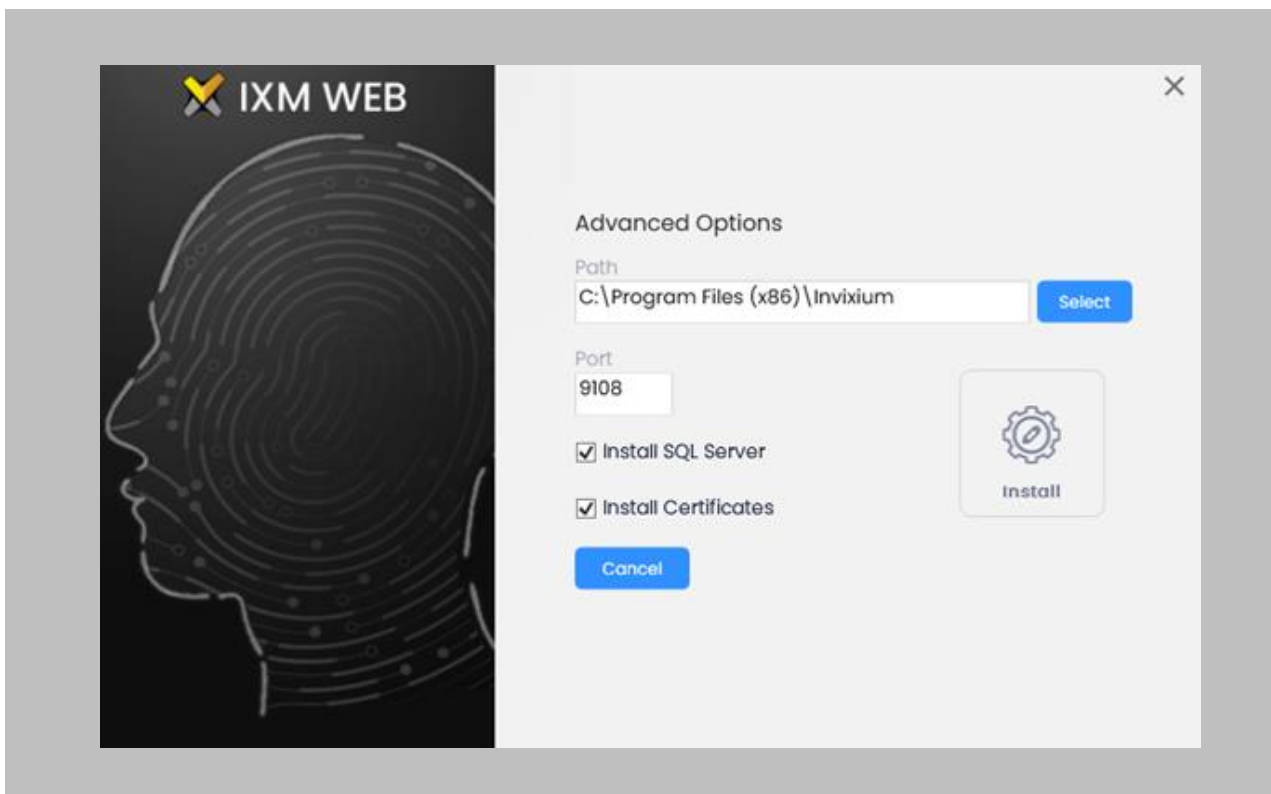 IXM WEB
Advanced Options
Path
C:\Program Files (x86)\Invixium
Select
Port
9108
Install SQL Server
Install
Install Certificates
Cancel